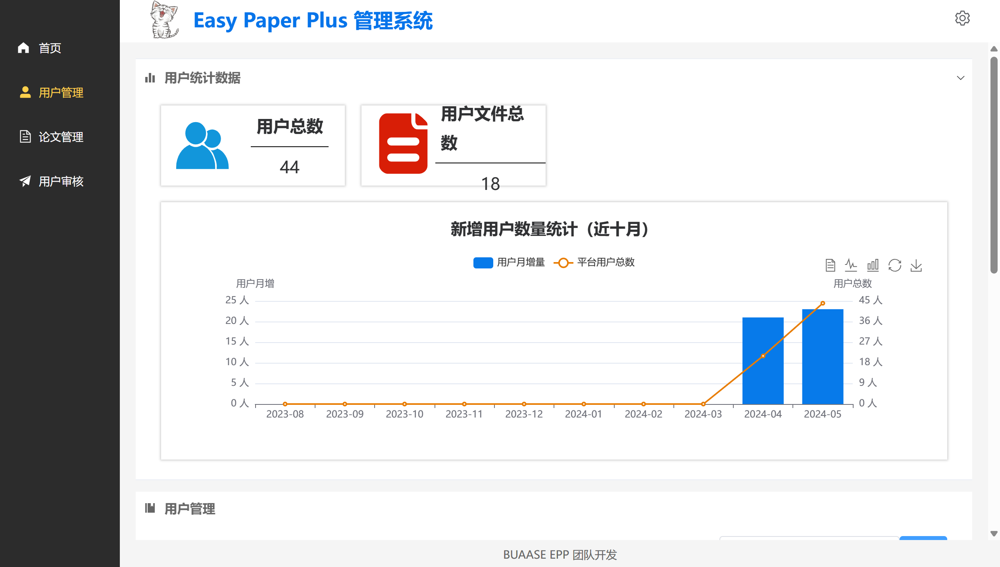 Easy Paper Plus 管理系统
首页
用户管理
论文管理
用户审核
用户统计数据
用户总数
44
用户文件总
数
18
新增用户数量统计（近十月）
用户月增量 平台用户总数
用户月增 用户总数
25 人 45 人
20 人 36 人
15 人 27 人
10 人 18 人
5 人 9 人
0 人 0 人
2023-08 2023-09 2023-10 2023-11 2023-12 2024-01 2024-02 2024-03 2024-04 2024-05
用户管理
BUAASE EPP 团队开发